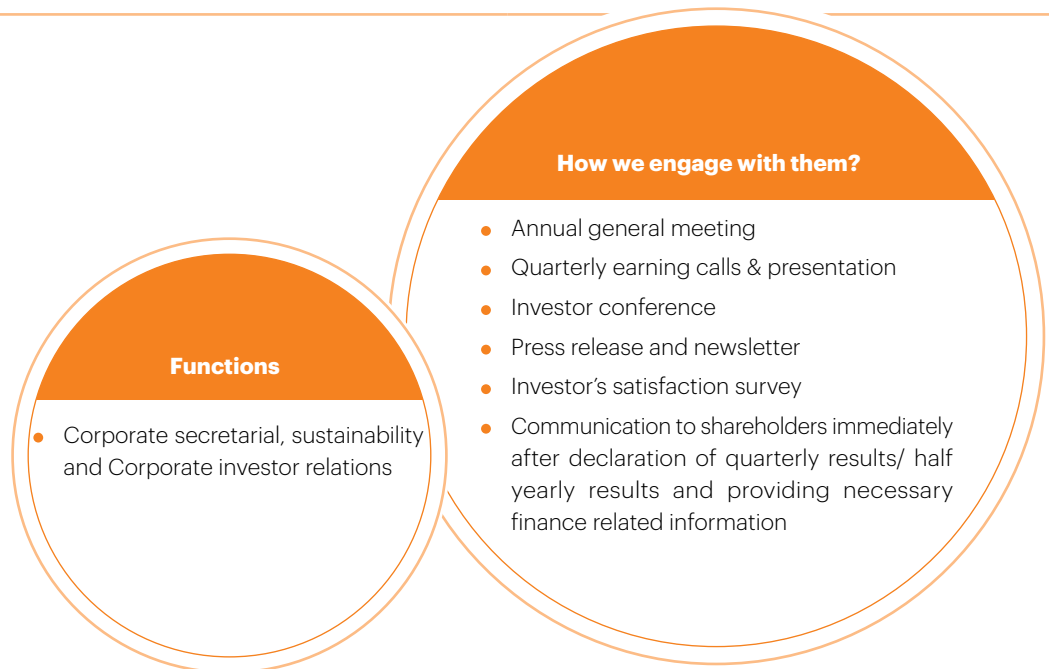 How we engage with them?
• Annual general meeting
• Quarterly earning calls & presentation
• Investor conference
• Press release and newsletter
• Investor’s satisfaction survey
• Communication to shareholders immediately
after declaration of quarterly results/ half
yearly results and providing necessary
finance related information
Functions
• Corporate secretarial, sustainability
and Corporate investor relations